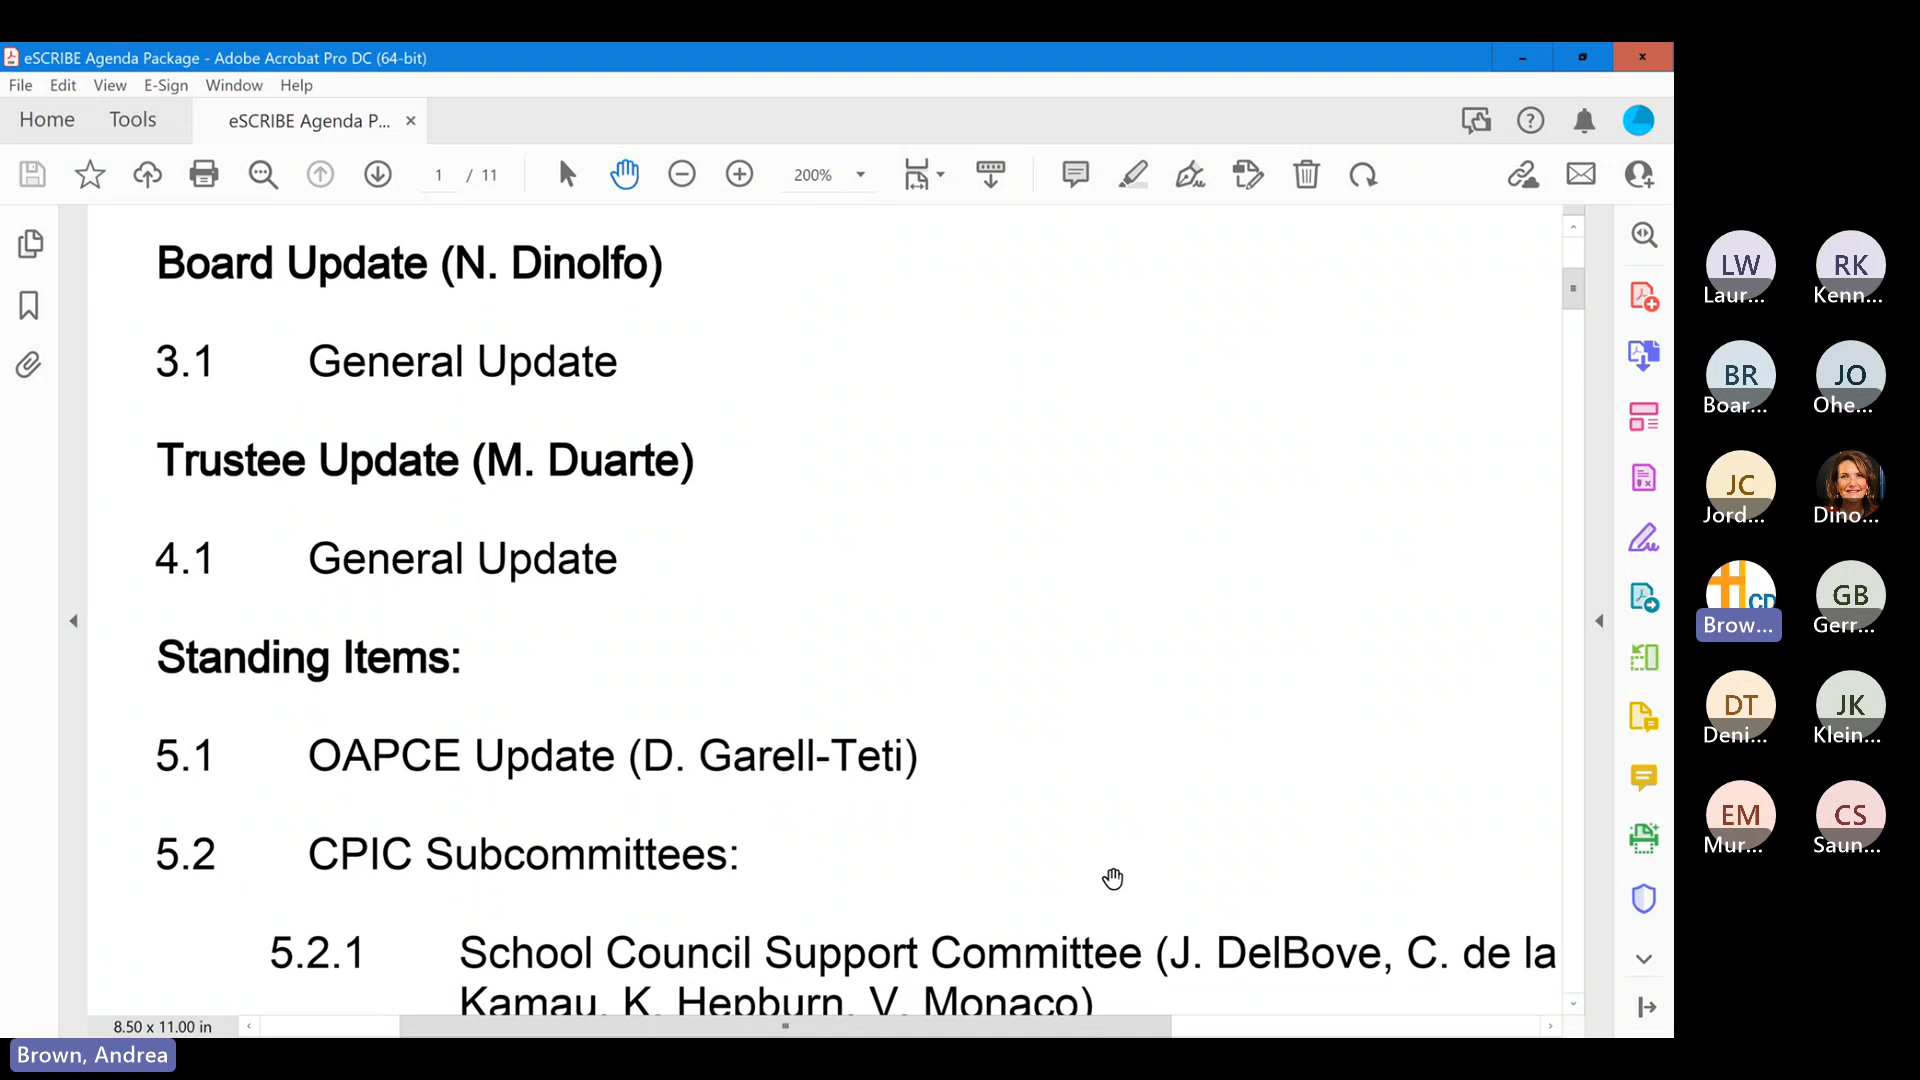 eSCRIBE Agenda Package - Adobe Acrobat Pro DC (64-bit)
File Edit View E-Sign Window Help
Home Tools eSCRIBE Agenda P...
1 / 11 200%
Board Update (N. Dinolfo)
3.1 General Update
Trustee Update (M. Duarte)
4.1 General Update
Standing Items:
5.1 OAPCE Update (D. Garell-Teti)
5.2 CPIC Subcommittees:
5.2.1 School Council Support Committee (J. DelBove, C. de la
Kamau, K. Hepburn, V. Monaco)
8.50 x 11.00 in
Brown, Andrea
LW RK
Laur... Kenn...
BR JO
Boar... Ohe...
JC
Jord... Dino...
CD GB
Brow... Gerr...
DT JK
Deni... Klein...
EM CS
Mur... Saun...